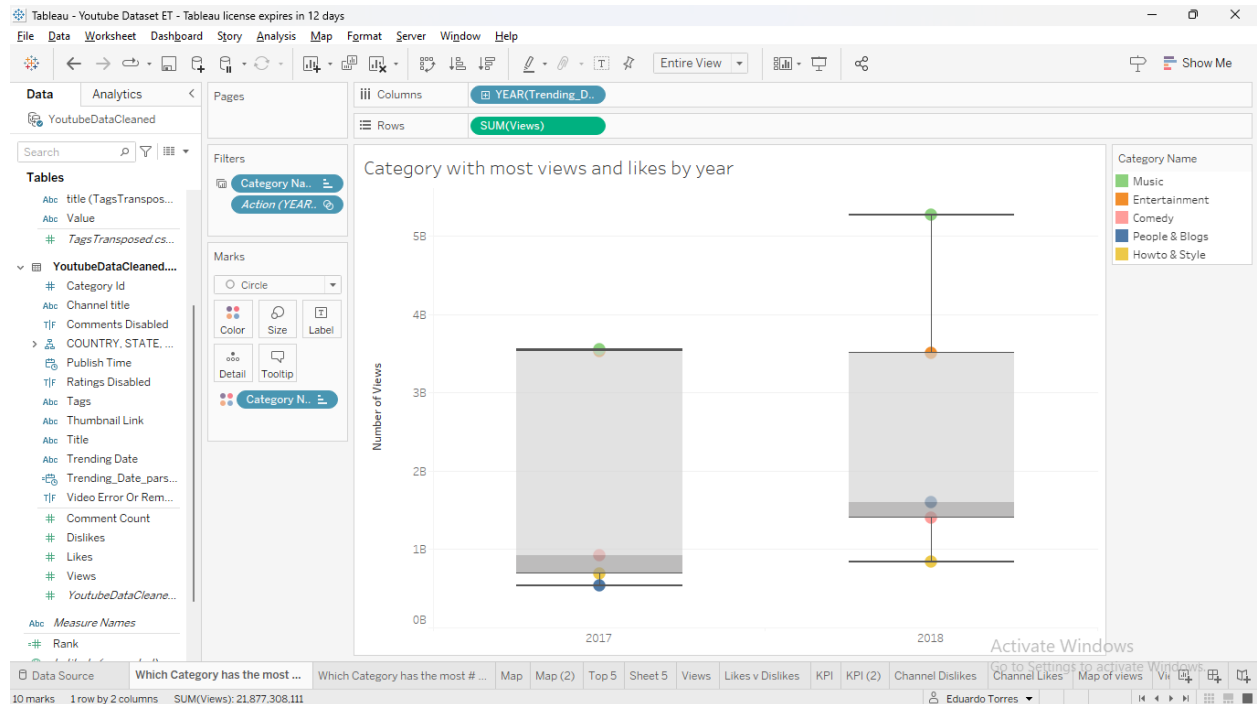 Tableau - Youtube Dataset ET - Tableau license expires in 12 days
File Data Worksheet Dashboard Story Analysis Map Format Server Window Help
Entire View
Show Me
Data Analytics
YoutubeDataCleaned
Search
Tables
Abc title (TagsTranspos...
Abc Value
# TagsTransposed.cs...
YoutubeDataCleaned....
# Category Id
Abc Channel title
T|F Comments Disabled
COUNTRY, STATE, ...
Publish Time
T|F Ratings Disabled
Abc Tags
Abc Thumbnail Link
Abc Title
Abc Trending Date
Trending_Date_pars...
T|F Video Error Or Rem...
# Comment Count
# Dislikes
# Likes
# Views
# YoutubeDataCleane...
Abc Measure Names
=# Rank
Pages
Filters
Category Na..
Action (YEAR..
Marks
Circle
Color Size Label
Detail Tooltip
Category N..
Columns YEAR(Trending_D..
Rows SUM(Views)
Category with most views and likes by year
Number of Views
5B
4B
3B
2B
1B
0B
2017 2018
Category Name
Music
Entertainment
Comedy
People & Blogs
Howto & Style
Activate Windows
Go to Settings to activate Windows.
Data Source Which Category has the most ... Which Category has the most # ... Map Map (2) Top 5 Sheet 5 Views Likes v Dislikes KPI KPI (2) Channel Dislikes Channel Likes Map of views Vi
10 marks 1 row by 2 columns SUM(Views): 21,877,308,111 Eduardo Torres